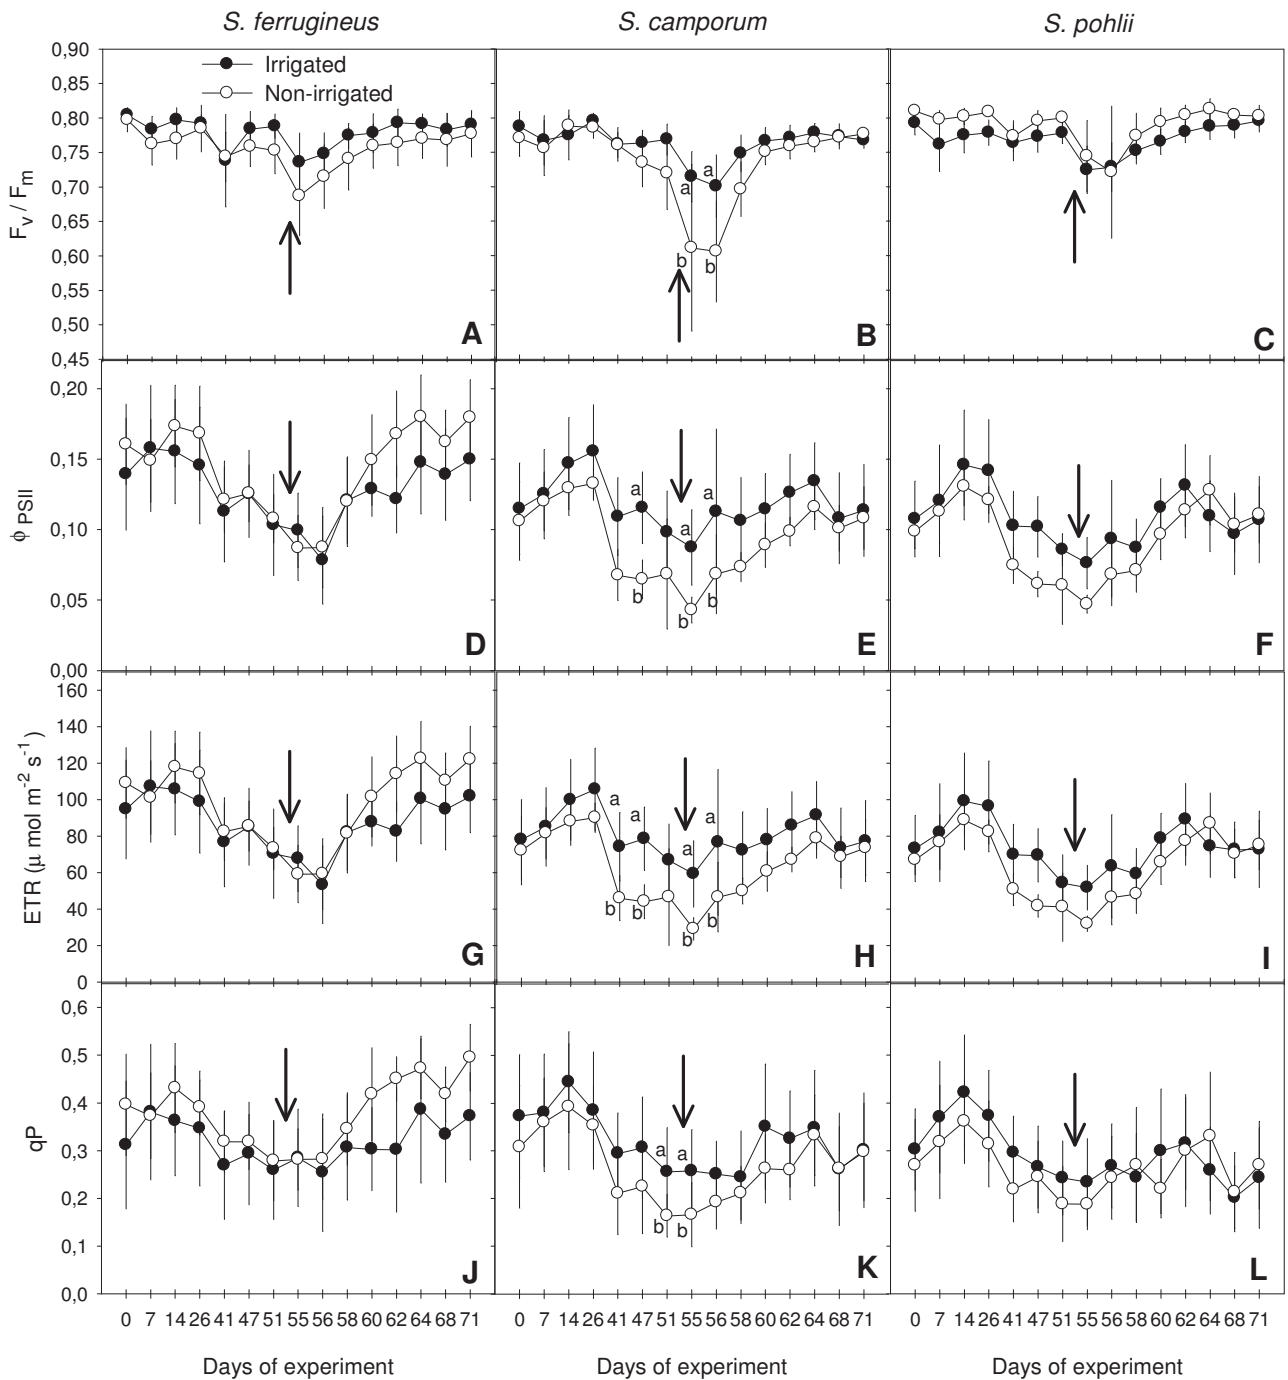 S. ferrugineus S. camporum S. pohlii
Irrigated
Non-irrigated
0,90
0,85
0,80
0,75
0,70
0,65
0,60
0,55
0,50
0,45
Fv / Fm
a a
b b
A B C
0,20
0,15
0,10
0,05
0,00
ϕ PSII
a a a
b b b
D E F
160
140
120
100
80
60
40
20
0
ETR (μ mol m-2 s-1)
a a a a
b b b b
G H I
0,6
0,5
0,4
0,3
0,2
0,1
0,0
qP
a a
b b
J K L
0 7 14 26 41 47 51 55 56 58 60 62 64 68 71 0 7 14 26 41 47 51 55 56 58 60 62 64 68 71 0 7 14 26 41 47 51 55 56 58 60 62 64 68 71
Days of experiment Days of experiment Days of experiment